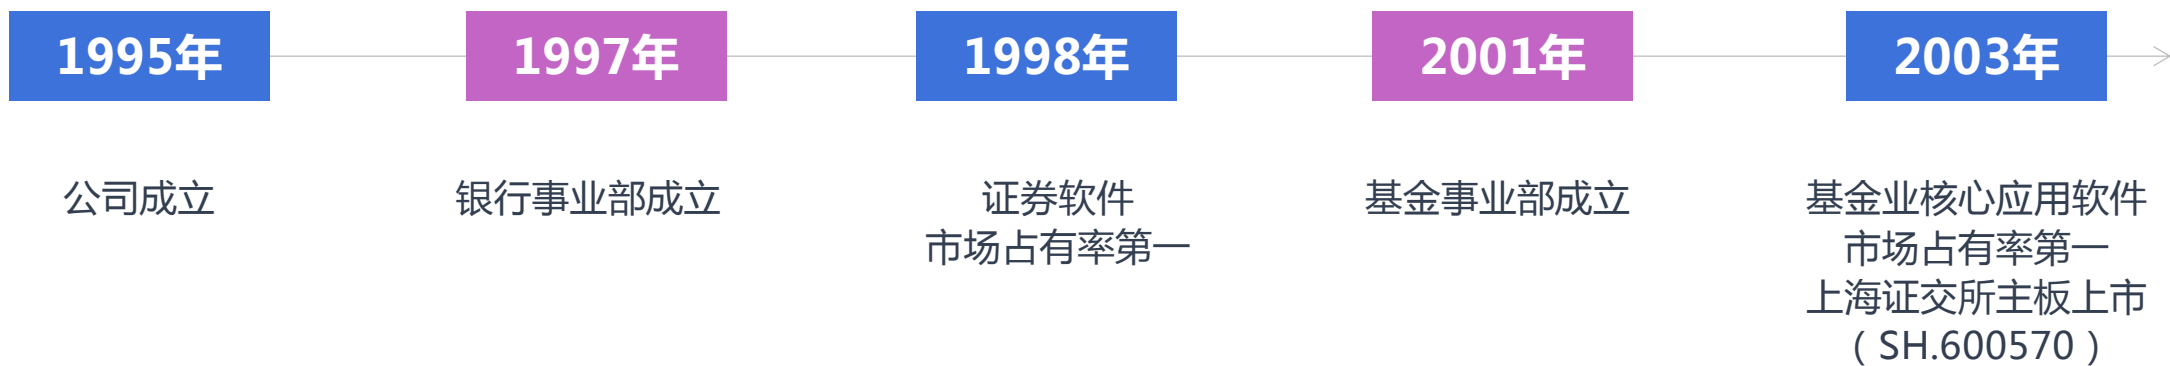 1995年
1997年
1998年
2001年
2003年
公司成立
银行事业部成立
证券软件
市场占有率第一
基金事业部成立
基金业核心应用软件
市场占有率第一
上海证交所主板上市
（SH.600570）